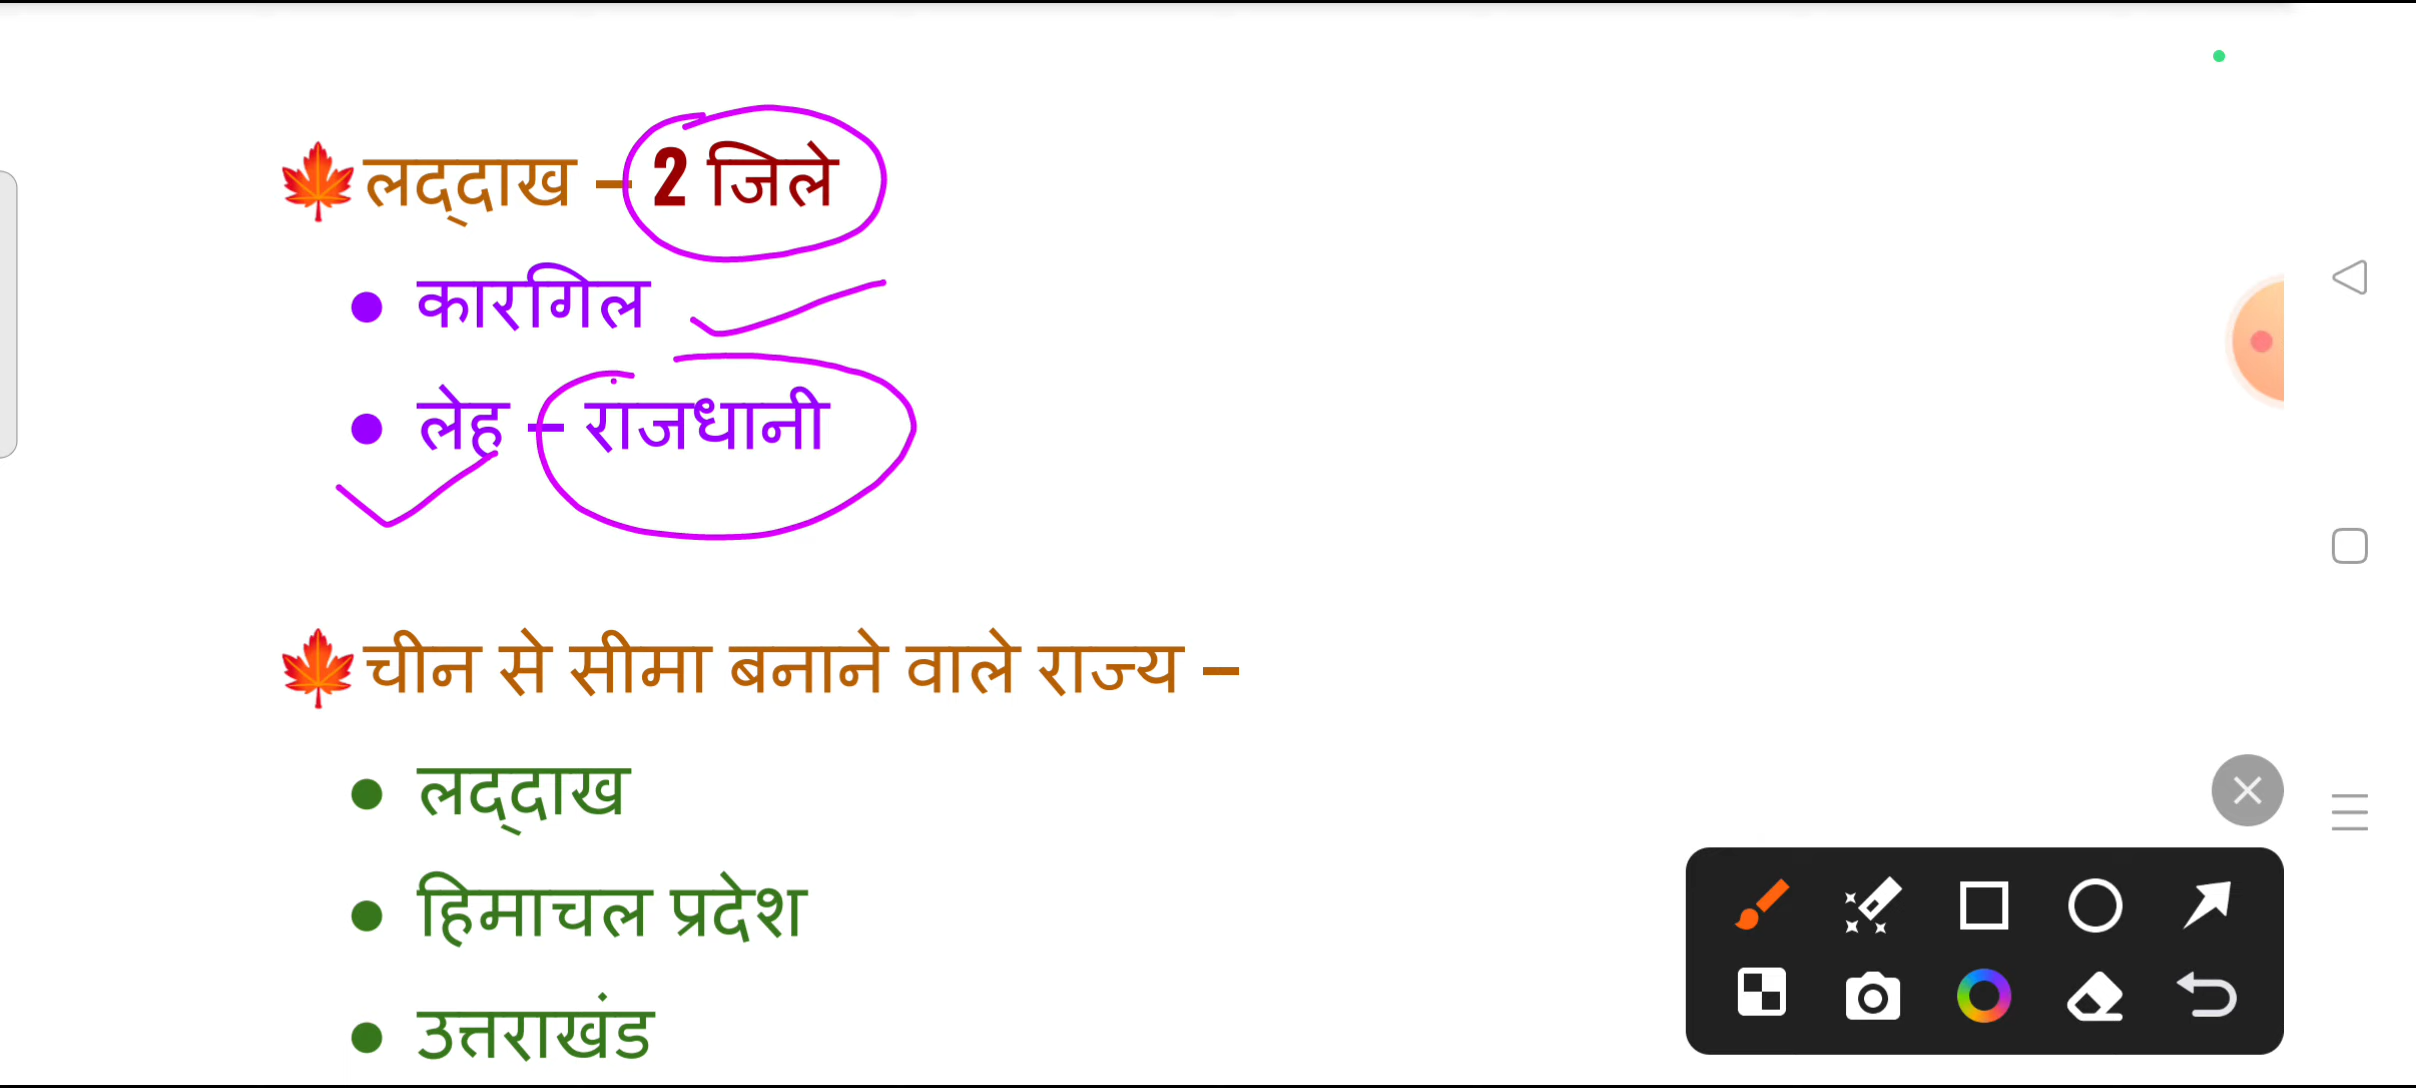 लद्दाख – 2 जिले
● कारगिल
● लेह – राजधानी
चीन से सीमा बनाने वाले राज्य –
● लद्दाख
● हिमाचल प्रदेश
● उत्तराखंड